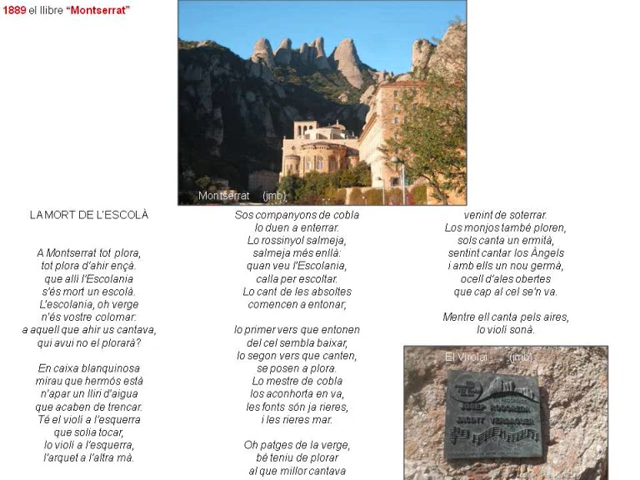 1889 el llibre "Montserrat"
Montserrat (jmb)
LA MORT DE L'ESCOLÀ
A Montserrat tot plora,
tot plora d'ahir ençà.
que allí l'Escolania
s'és mort un escolà.
L'escolania, oh verge
n'és vostre colomar:
a aquell que ahir us cantava,
qui avui no el plorarà?
En caixa blanquinosa
mirau que hermós està
n'apar un lliri d'aigua
que acaben de trencar.
Té el violí a l'esquerra
que solia tocar,
lo violí a l'esquerra,
l'arquet a l'altra mà.
Sos companyons de cobla
lo duen a enterrar.
Lo rossinyol salmeja,
salmeja més enllà:
quan veu l'Escolania,
calla per escoltar.
Lo cant de les absoltes
comencen a entonar;
lo primer vers que entonen
del cel sembla baixar,
lo segon vers que canten,
se posen a plora.
Lo mestre de cobla
los aconhorta en va,
les fonts són ja rieres,
i les rieres mar.
Oh patges de la verge,
bé teniu de plorar
al que millor cantava
venint de soterrar.
Los monjos també ploren,
sols canta un ermità,
sentint cantar los Àngels
i amb ells un nou germà,
ocell d'ales obertes
que cap al cel se'n va.
Mentre ell canta pels aires,
lo violí sonà.
El Virolai (jmb)
JOSEP RODOREDA
JACINT VERDAGUER